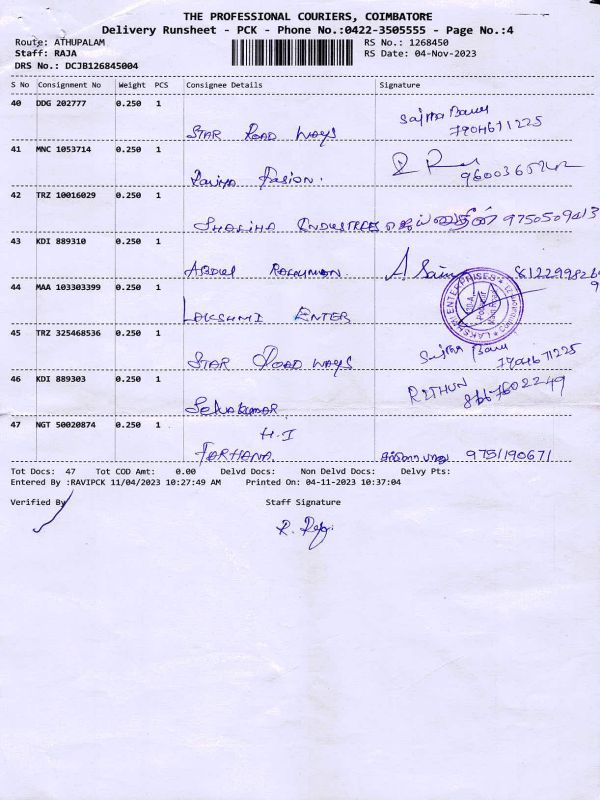 THE PROFESSIONAL COURIERS, COIMBATORE
Delivery Runsheet - PCK - Phone No.:0422-3505555 - Page No.:4
Route: ATHUPALAM RS No.: 1268450
Staff: RAJA RS Date: 04-Nov-2023
DRS No.: DCJB126845004
S No Consignment No Weight PCS Consignee Details Signature
40 DDG 202777 0.250 1
STAR ROAD WAYS 7904671225
41 MNC 1053714 0.250 1
42 TRZ 10016029 0.250 1
SHALIHA INDUSTREES 9750509413
43 KDI 889310 0.250 1
ABDUL RAHUMAN
44 MAA 103303399 0.250 1
LAKSHMI ENTER
LAKSHMI ENTERPRISES
45 TRZ 325468536 0.250 1
STAR ROAD WAYS 7904671225
46 KDI 889303 0.250 1
RITHUN
Selvakumar 8667602249
47 NGT 50020874 0.250 1
H.I
FARHANA 9751190671
Tot Docs: 47 Tot COD Amt: 0.00 Delvd Docs: Non Delvd Docs: Delvy Pts:
Entered By :RAVIPCK 11/04/2023 10:27:49 AM Printed On: 04-11-2023 10:37:04
Verified By Staff Signature